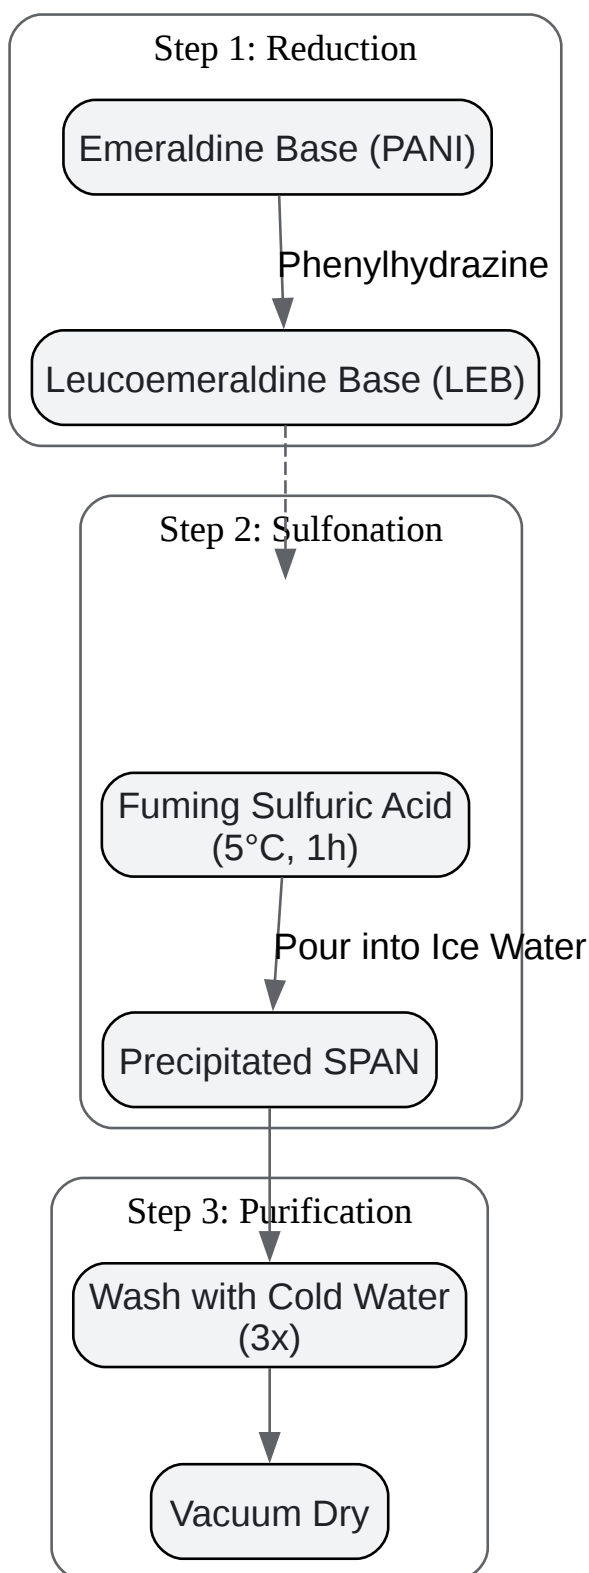 Step 1: Reduction
Emeraldine Base (PANI)
Phenylhydrazine
Leucoemeraldine Base (LEB)
Step 2: Sulfonation
Fuming Sulfuric Acid
(5°C, 1h)
Pour into Ice Water
Precipitated SPAN
Step 3: Purification
Wash with Cold Water
(3x)
Vacuum Dry